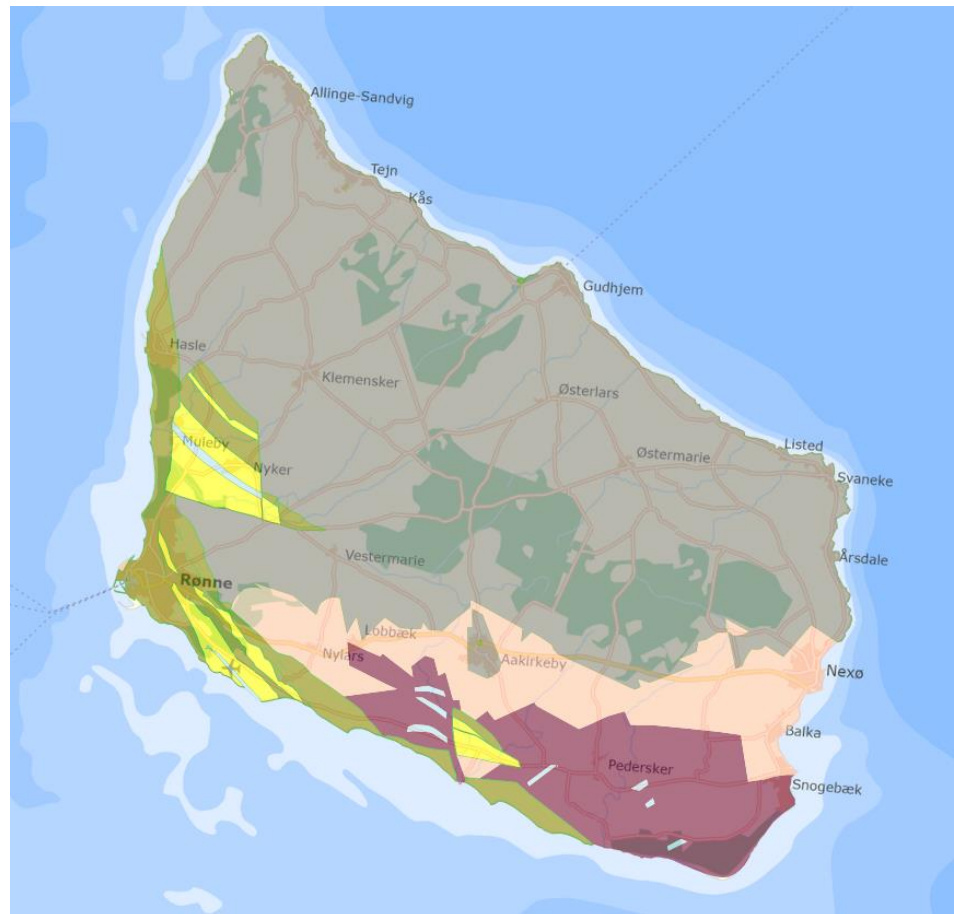 Allinge-Sandvig
Tejn
Kås
Gudhjem
Hasle
Klemensker
Østerlars
Muleby
Nyker
Østermarie
Listed
Svaneke
Vestermarie
Årsdale
Rønne
Lobbæk
Nylars
Aakirkeby
Nexø
Balka
Pedersker
Snogebæk